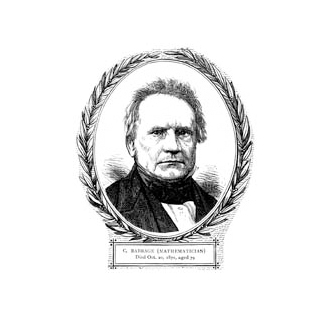 C. BABBAGE [MATHEMATICIAN]
Died Oct. 20, 1871, aged 79